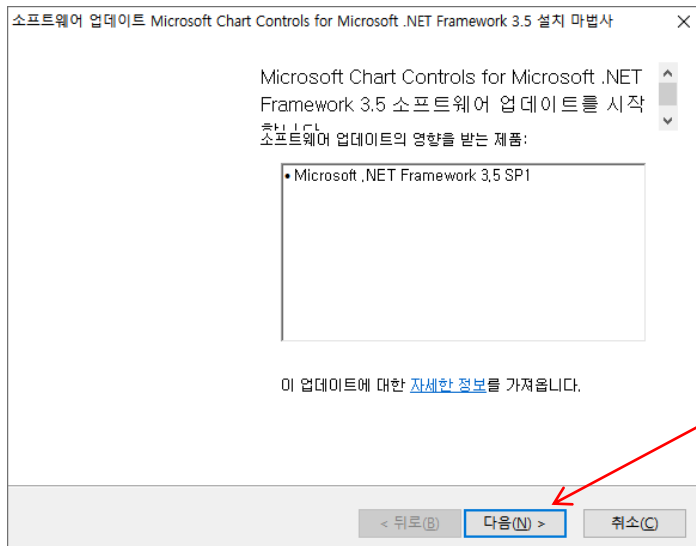 소프트웨어 업데이트 Microsoft Chart Controls for Microsoft .NET Framework 3.5 설치 마법사
Microsoft Chart Controls for Microsoft .NET
Framework 3.5 소프트웨어 업데이트를 시작
합니다
소프트웨어 업데이트의 영향을 받는 제품:
• Microsoft .NET Framework 3.5 SP1
이 업데이트에 대한 자세한 정보를 가져옵니다.
< 뒤로(B)
다음(N) >
취소(C)